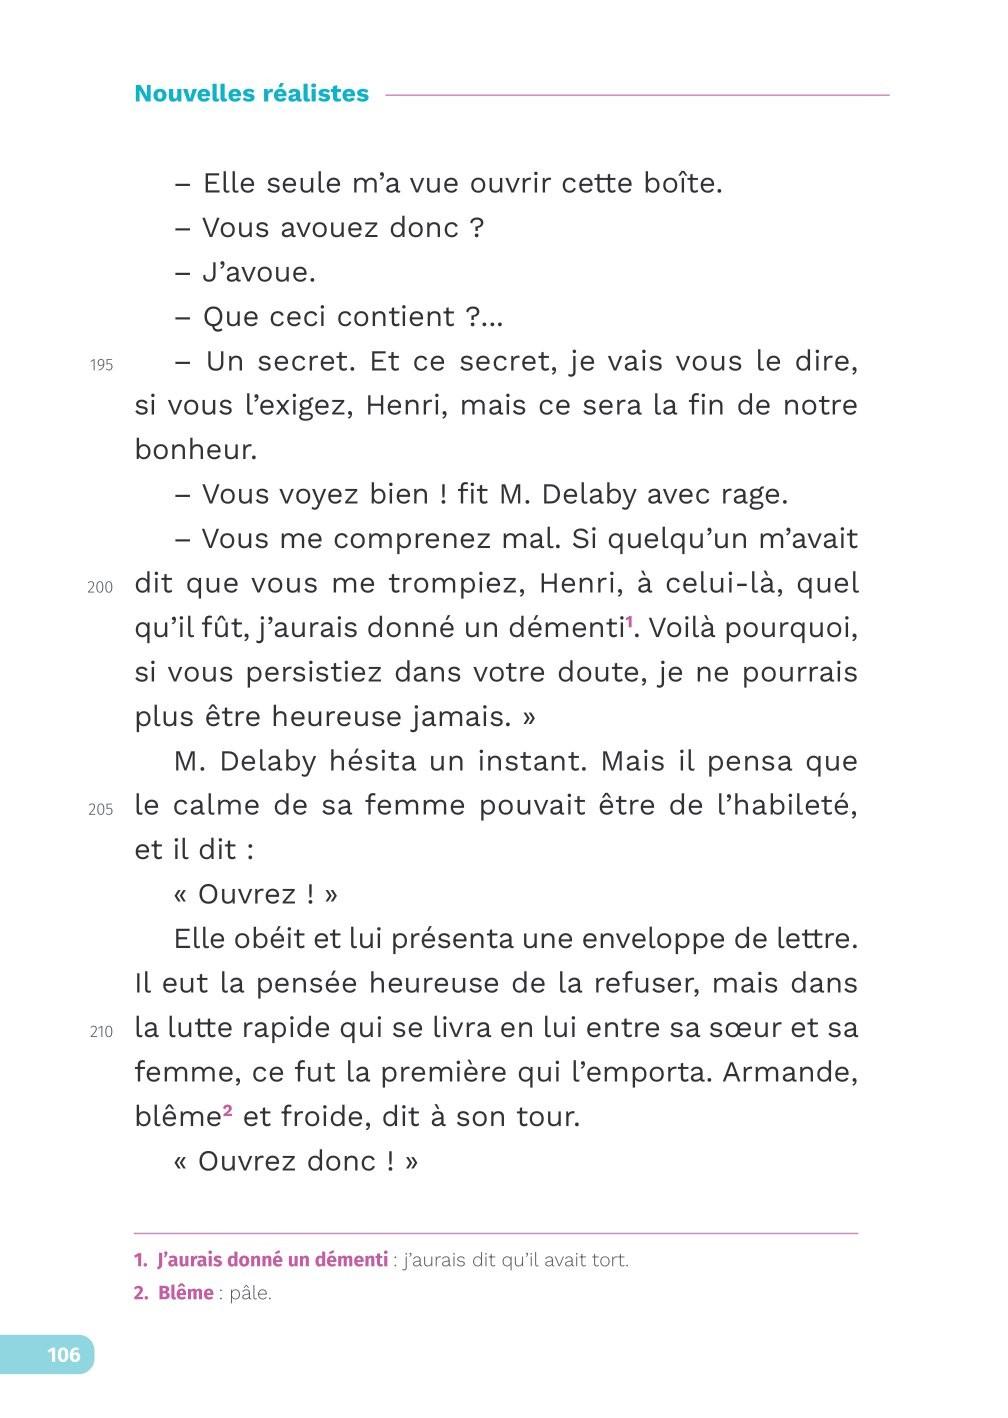 Nouvelles réalistes
– Elle seule m’a vue ouvrir cette boîte.
– Vous avouez donc ?
– J’avoue.
– Que ceci contient ?...
195 – Un secret. Et ce secret, je vais vous le dire,
si vous l’exigez, Henri, mais ce sera la fin de notre
bonheur.
– Vous voyez bien ! fit M. Delaby avec rage.
– Vous me comprenez mal. Si quelqu’un m’avait
200 dit que vous me trompiez, Henri, à celui-là, quel
qu’il fût, j’aurais donné un démenti1. Voilà pourquoi,
si vous persistiez dans votre doute, je ne pourrais
plus être heureuse jamais. »
M. Delaby hésita un instant. Mais il pensa que
205 le calme de sa femme pouvait être de l’habileté,
et il dit :
« Ouvrez ! »
Elle obéit et lui présenta une enveloppe de lettre.
Il eut la pensée heureuse de la refuser, mais dans
210 la lutte rapide qui se livra en lui entre sa sœur et sa
femme, ce fut la première qui l’emporta. Armande,
blême2 et froide, dit à son tour.
« Ouvrez donc ! »
1. J’aurais donné un démenti : j’aurais dit qu’il avait tort.
2. Blême : pâle.
106